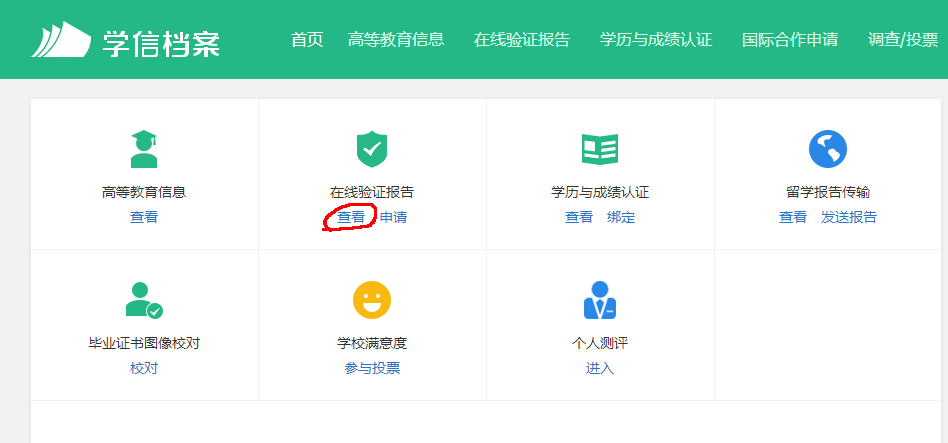 学信档案
首页 高等教育信息 在线验证报告 学历与成绩认证 国际合作申请 调查/投票
高等教育信息
查看
在线验证报告
查看 申请
学历与成绩认证
查看 绑定
留学报告传输
查看 发送报告
毕业证书图像校对
校对
学校满意度
参与投票
个人测评
进入